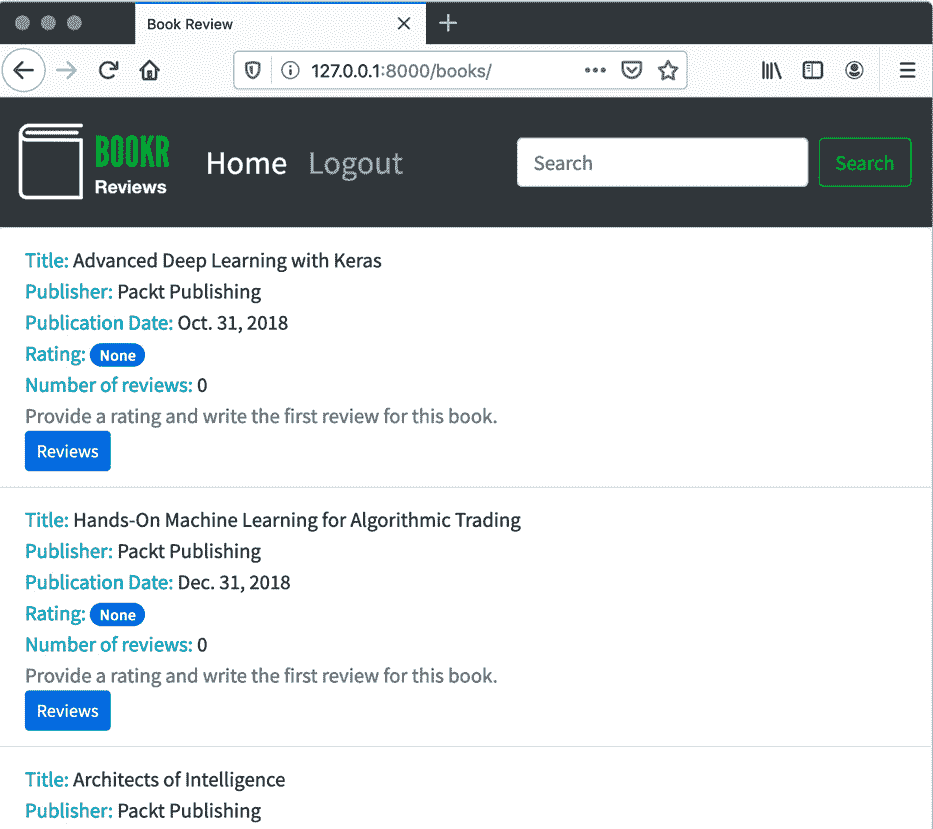 Book Review
127.0.0.1:8000/books/
BOOKR
Reviews
Home Logout
Search
Search
Title: Advanced Deep Learning with Keras
Publisher: Packt Publishing
Publication Date: Oct. 31, 2018
Rating: None
Number of reviews: 0
Provide a rating and write the first review for this book.
Reviews
Title: Hands-On Machine Learning for Algorithmic Trading
Publisher: Packt Publishing
Publication Date: Dec. 31, 2018
Rating: None
Number of reviews: 0
Provide a rating and write the first review for this book.
Reviews
Title: Architects of Intelligence
Publisher: Packt Publishing